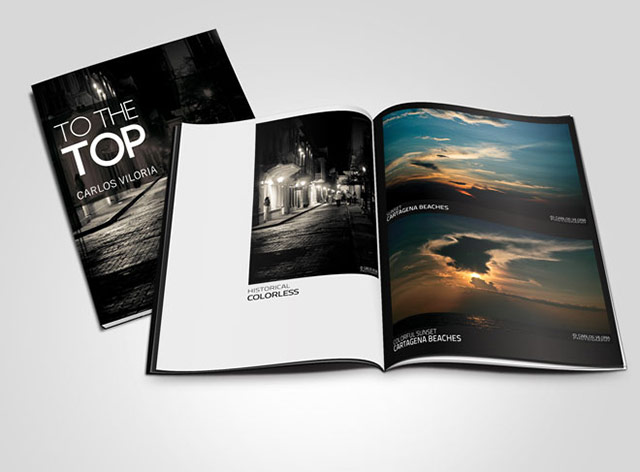 TO THE
TOP
CARLOS VILORIA
HISTORICAL
COLORLESS
CARTAGENA BEACHES
COLORFUL SUNSET
CARTAGENA BEACHES